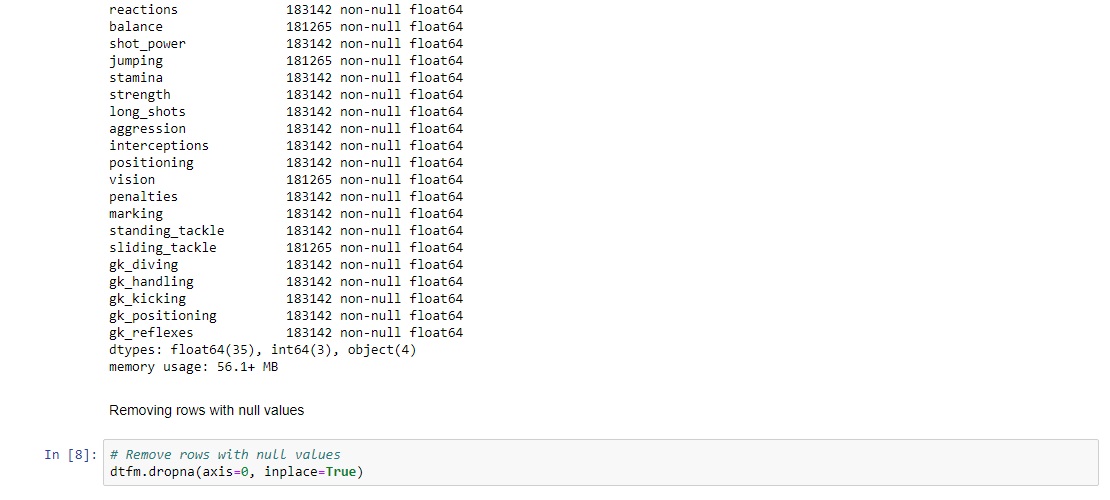 reactions 183142 non-null float64
balance 181265 non-null float64
shot_power 183142 non-null float64
jumping 181265 non-null float64
stamina 183142 non-null float64
strength 183142 non-null float64
long_shots 183142 non-null float64
aggression 183142 non-null float64
interceptions 183142 non-null float64
positioning 183142 non-null float64
vision 181265 non-null float64
penalties 183142 non-null float64
marking 183142 non-null float64
standing_tackle 183142 non-null float64
sliding_tackle 181265 non-null float64
gk_diving 183142 non-null float64
gk_handling 183142 non-null float64
gk_kicking 183142 non-null float64
gk_positioning 183142 non-null float64
gk_reflexes 183142 non-null float64
dtypes: float64(35), int64(3), object(4)
memory usage: 56.1+ MB
Removing rows with null values
In [8]: # Remove rows with null values
dtfm.dropna(axis=0, inplace=True)